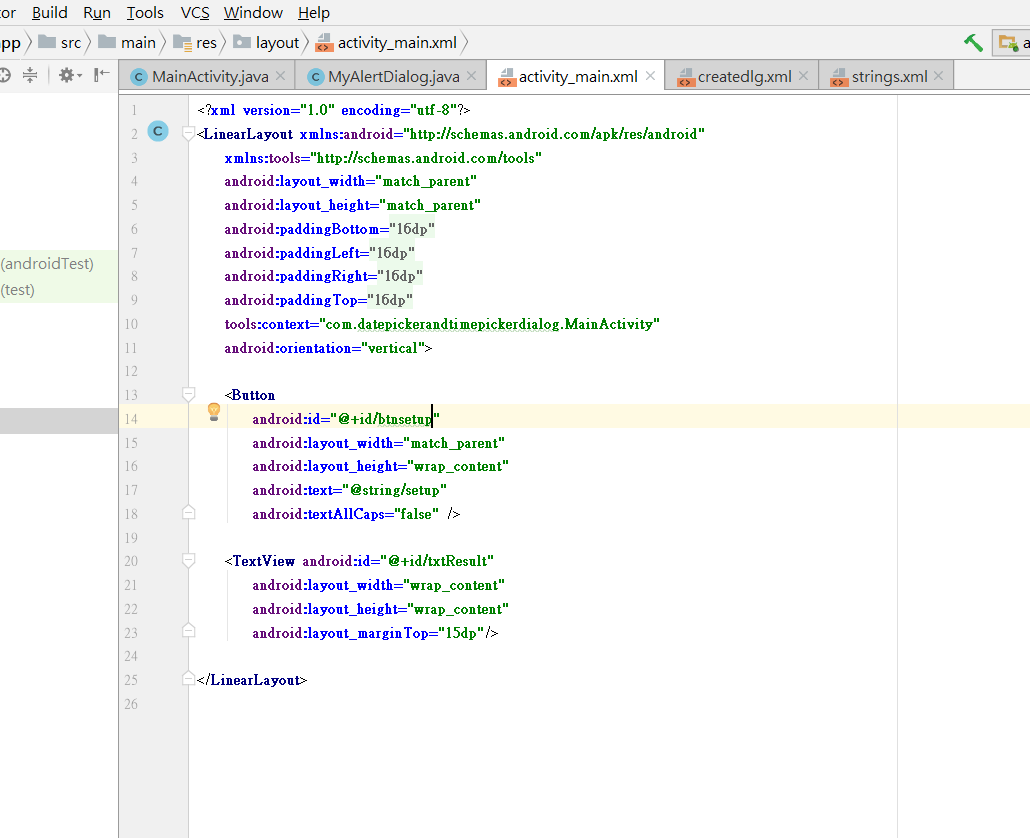 Build Run Tools VCS Window Help
src main res layout activity_main.xml
MainActivity.java MyAlertDialog.java activity_main.xml createdlg.xml strings.xml
(androidTest)
(test)
1 <?xml version="1.0" encoding="utf-8"?>
2 <LinearLayout xmlns:android="http://schemas.android.com/apk/res/android"
3 xmlns:tools="http://schemas.android.com/tools"
4 android:layout_width="match_parent"
5 android:layout_height="match_parent"
6 android:paddingBottom="16dp"
7 android:paddingLeft="16dp"
8 android:paddingRight="16dp"
9 android:paddingTop="16dp"
10 tools:context="com.datepickerandtimepickerdialog.MainActivity"
11 android:orientation="vertical">
12
13 <Button
14 android:id="@+id/btnsetup"
15 android:layout_width="match_parent"
16 android:layout_height="wrap_content"
17 android:text="@string/setup"
18 android:textAllCaps="false" />
19
20 <TextView android:id="@+id/txtResult"
21 android:layout_width="wrap_content"
22 android:layout_height="wrap_content"
23 android:layout_marginTop="15dp"/>
24
25 </LinearLayout>
26